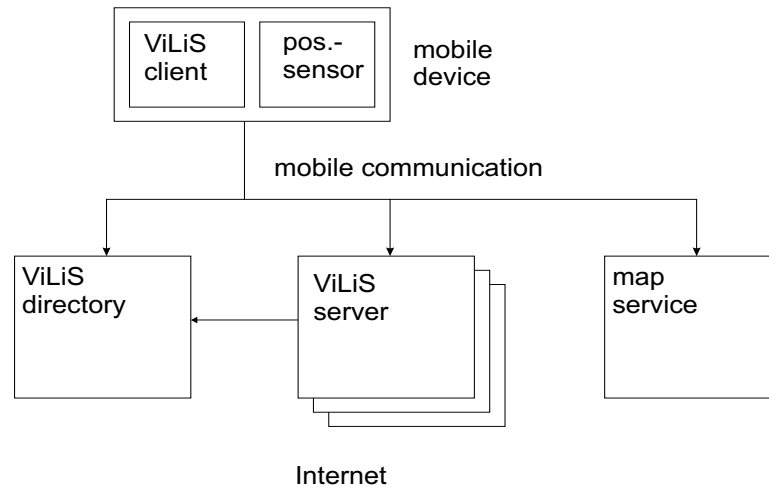 ViLiS
client
pos.-
sensor
mobile
device
mobile communication
ViLiS
directory
ViLiS
server
map
service
Internet